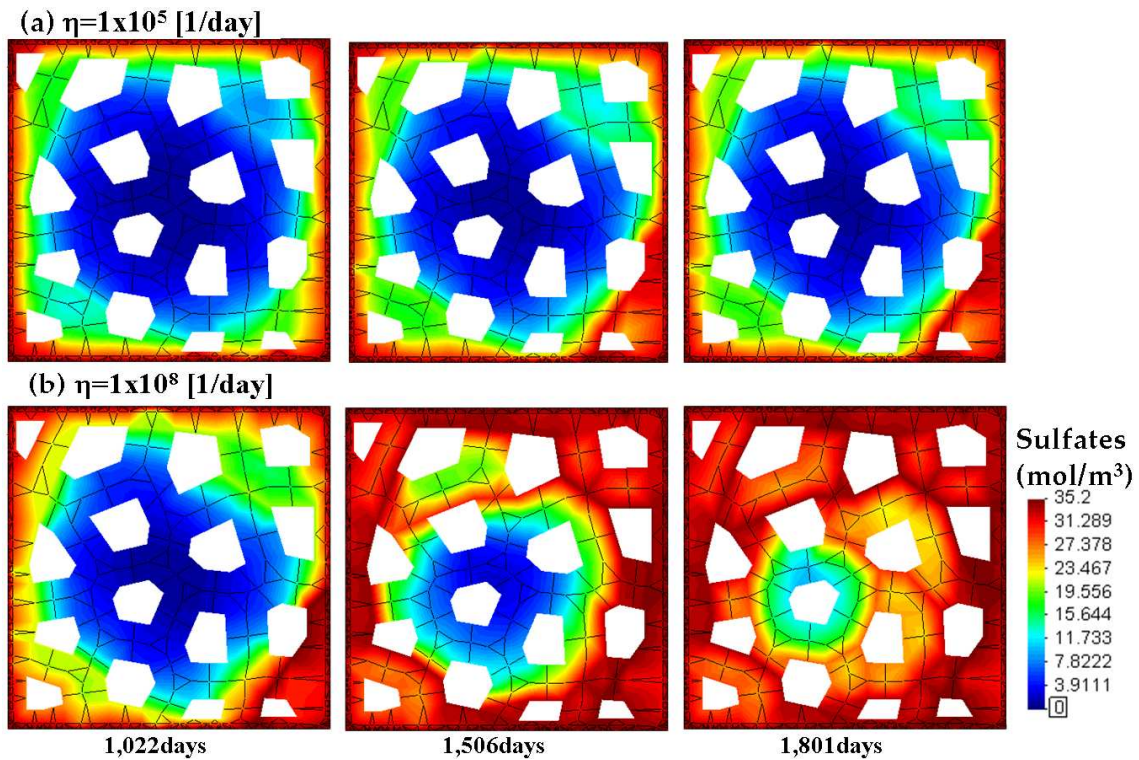 (a) η=1x10⁵ [1/day]
(b) η=1x10⁸ [1/day]
Sulfates
(mol/m³)
35.2
31.289
27.378
23.467
19.556
15.644
11.733
7.8222
3.9111
0
1,022days
1,506days
1,801days